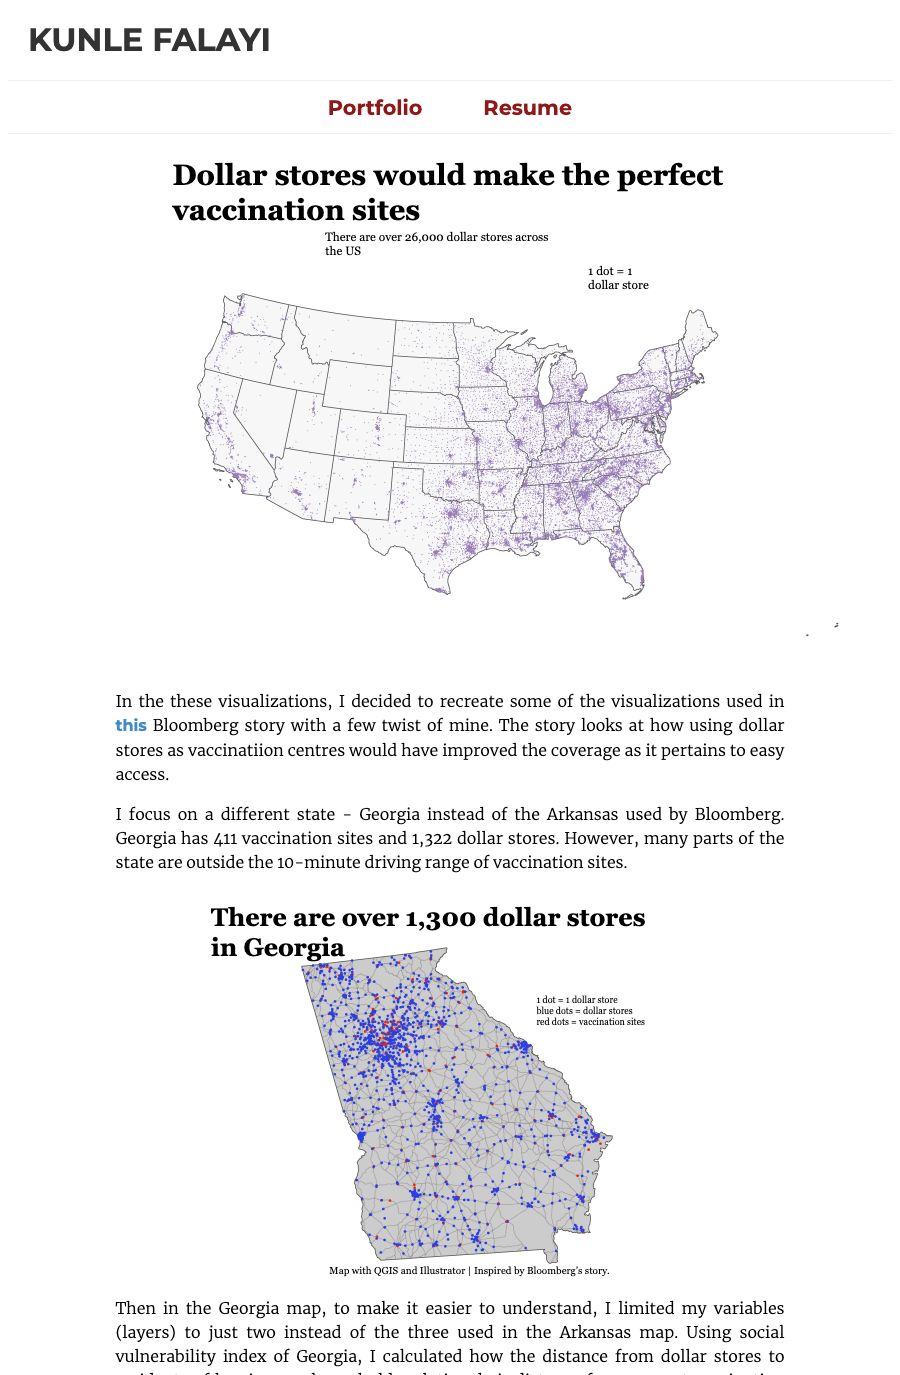 KUNLE FALAYI
Portfolio Resume
Dollar stores would make the perfect
vaccination sites
There are over 26,000 dollar stores across
the US
1 dot = 1
dollar store
In the these visualizations, I decided to recreate some of the visualizations used in
this Bloomberg story with a few twist of mine. The story looks at how using dollar
stores as vaccinatiion centres would have improved the coverage as it pertains to easy
access.
I focus on a different state - Georgia instead of the Arkansas used by Bloomberg.
Georgia has 411 vaccination sites and 1,322 dollar stores. However, many parts of the
state are outside the 10-minute driving range of vaccination sites.
There are over 1,300 dollar stores
in Georgia
1 dot = 1 dollar store
blue dots = dollar stores
red dots = vaccination sites
Map with QGIS and Illustrator | Inspired by Bloomberg's story.
Then in the Georgia map, to make it easier to understand, I limited my variables
(layers) to just two instead of the three used in the Arkansas map. Using social
vulnerability index of Georgia, I calculated how the distance from dollar stores to